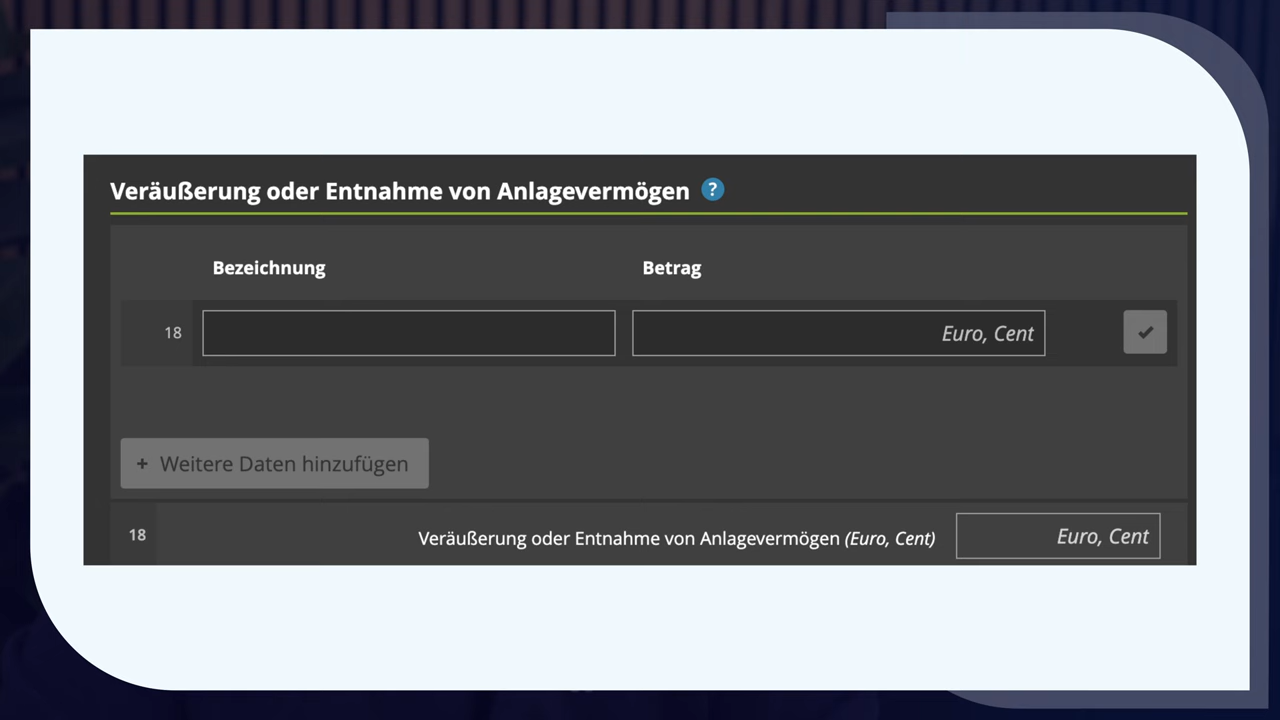 Veräußerung oder Entnahme von Anlagevermögen ?
Bezeichnung Betrag
18 Euro, Cent
+ Weitere Daten hinzufügen
18 Veräußerung oder Entnahme von Anlagevermögen (Euro, Cent) Euro, Cent